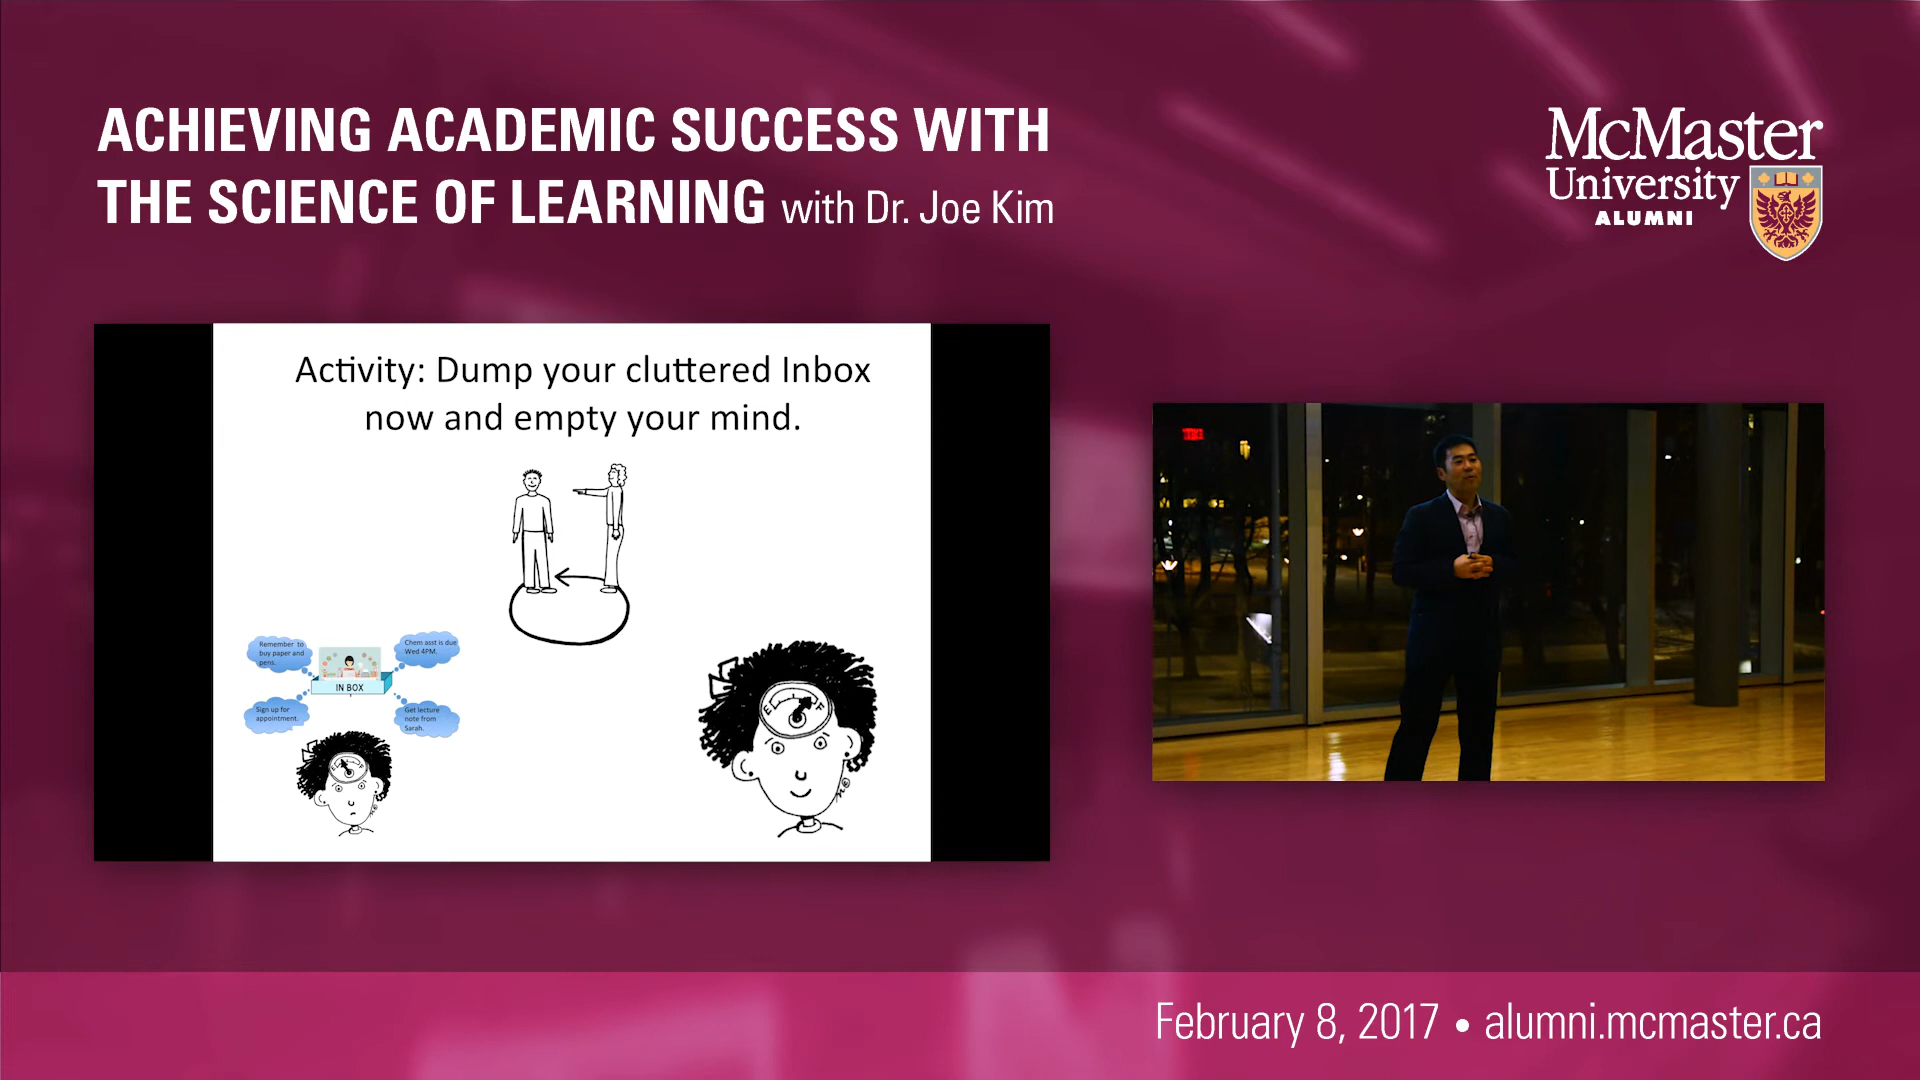 ACHIEVING ACADEMIC SUCCESS WITH
THE SCIENCE OF LEARNING with Dr. Joe Kim
McMaster
University
ALUMNI
Activity: Dump your cluttered Inbox
now and empty your mind.
Remember to
buy paper and
pens.
Chem asst is due
Wed 4PM.
IN BOX
Sign up for
appointment.
Get lecture
note from
Sarah.
E F
E
February 8, 2017 • alumni.mcmaster.ca